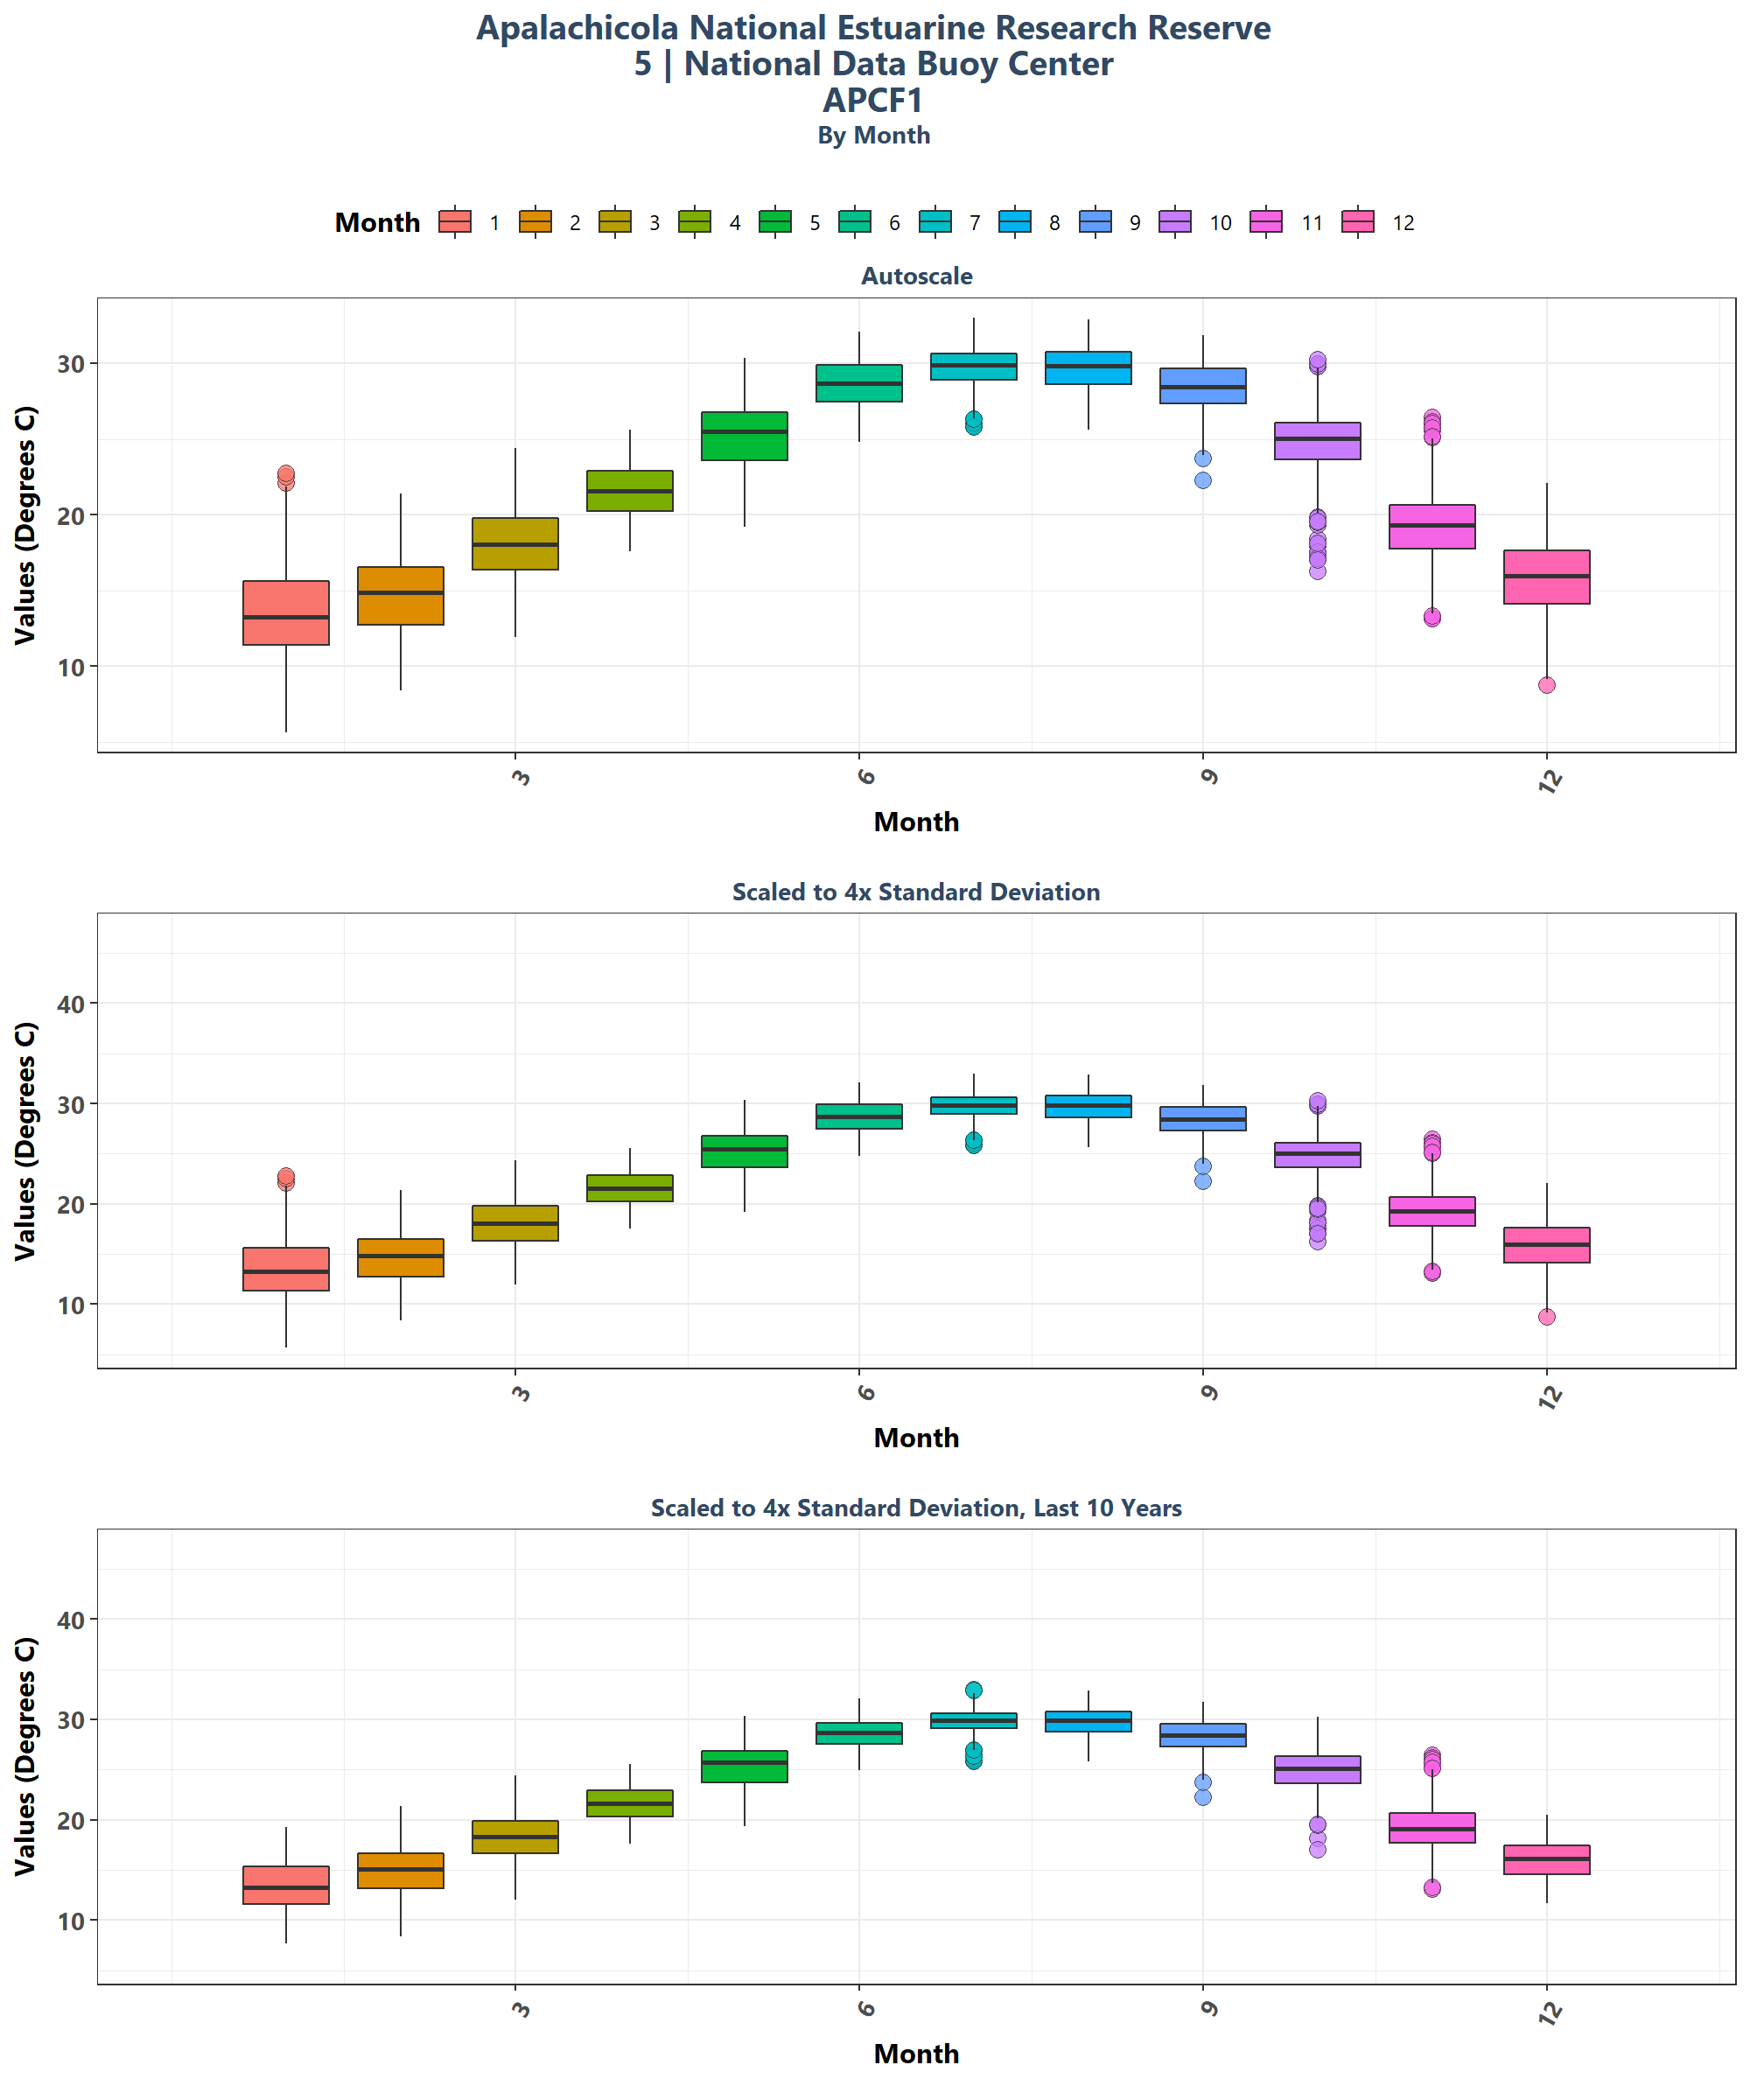 Apalachicola National Estuarine Research Reserve
5 | National Data Buoy Center
APCF1
By Month
Month 1 2 3 4 5 6 7 8 9 10 11 12
Autoscale
Values (Degrees C)
30
20
10
3 6 9 12
Month
Scaled to 4x Standard Deviation
Values (Degrees C)
40
30
20
10
3 6 9 12
Month
Scaled to 4x Standard Deviation, Last 10 Years
Values (Degrees C)
40
30
20
10
3 6 9 12
Month